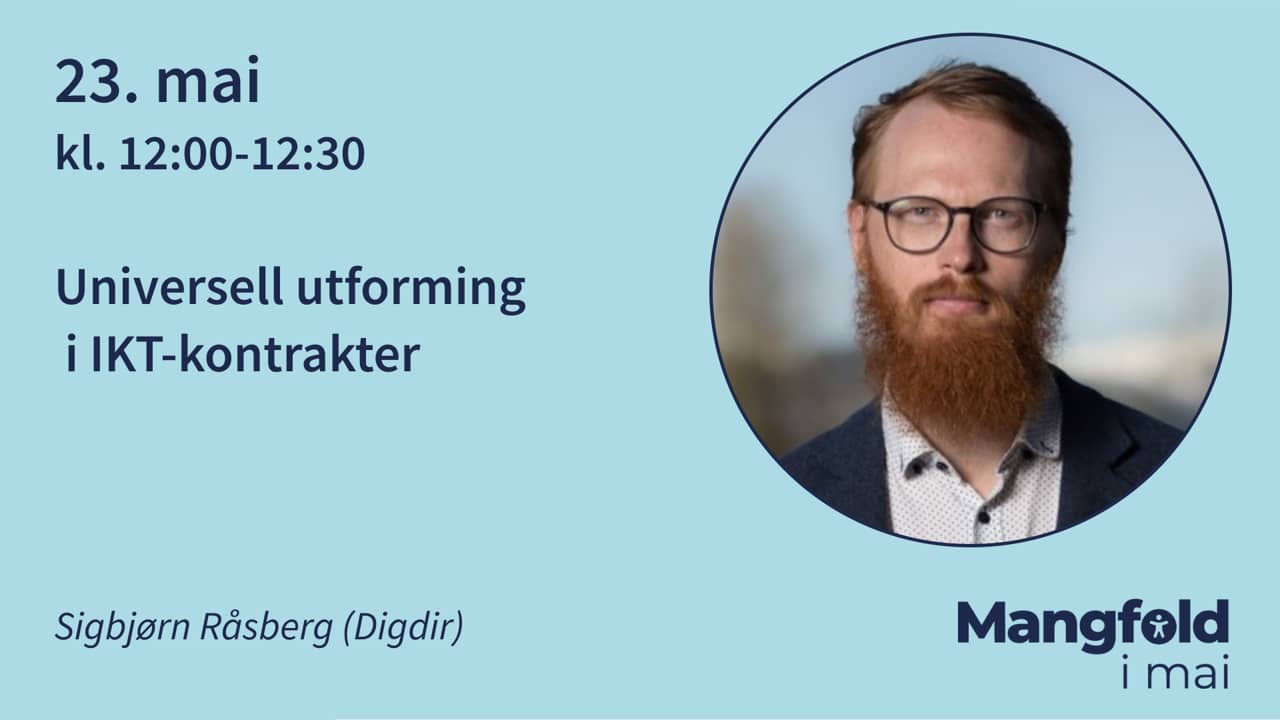 23. mai
kl. 12:00-12:30
Universell utforming
i IKT-kontrakter
Sigbjørn Råsberg (Digdir)
Mangfold
i mai